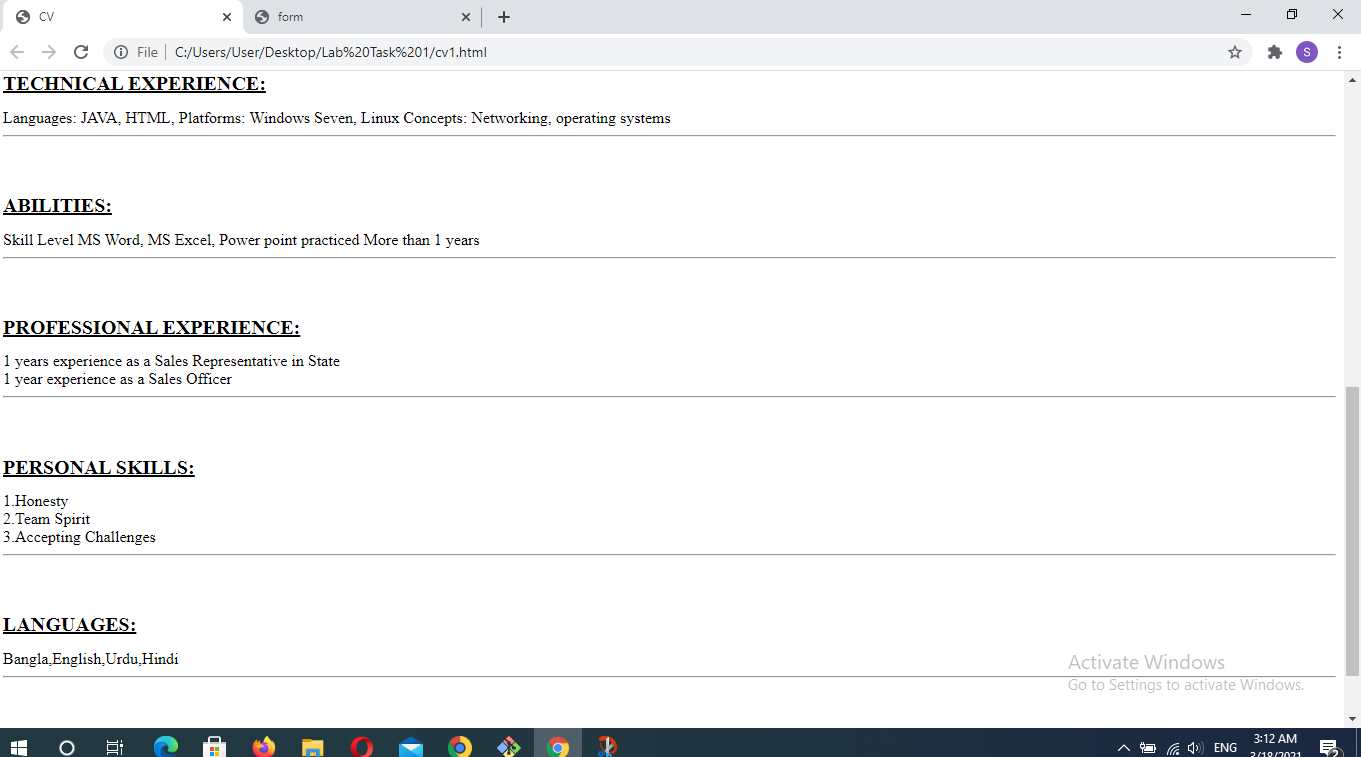 CV
form
File
C:/Users/User/Desktop/Lab%20Task%201/cv1.html
S
TECHNICAL EXPERIENCE:
Languages: JAVA, HTML, Platforms: Windows Seven, Linux Concepts: Networking, operating systems
ABILITIES:
Skill Level MS Word, MS Excel, Power point practiced More than 1 years
PROFESSIONAL EXPERIENCE:
1 years experience as a Sales Representative in State
1 year experience as a Sales Officer
PERSONAL SKILLS:
1.Honesty
2.Team Spirit
3.Accepting Challenges
LANGUAGES:
Bangla,English,Urdu,Hindi
Activate Windows
Go to Settings to activate Windows.
ENG
3:12 AM
3/18/2021
2